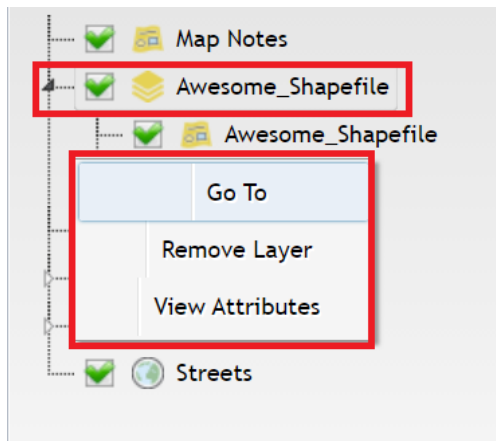 Map Notes
Awesome_Shapefile
Awesome_Shapefile
Go To
Remove Layer
View Attributes
Streets